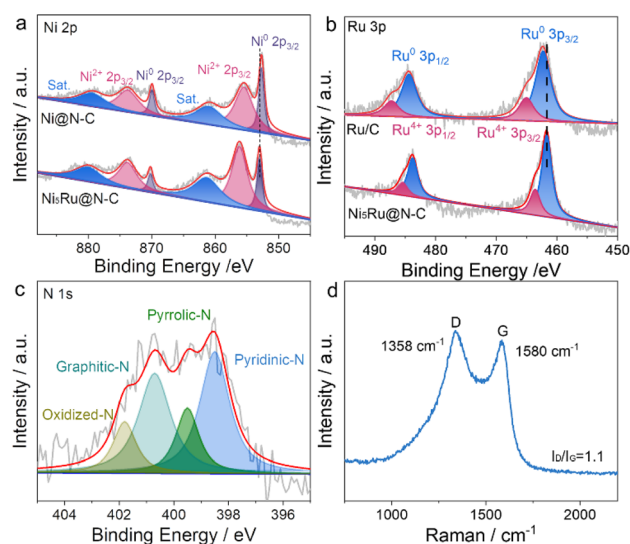 a
Ni 2p
Sat.
Ni²⁺ 2p₃/₂
Ni⁰ 2p₃/₂
Sat.
Ni²⁺ 2p₃/₂
Ni⁰ 2p₃/₂
Ni@N-C
Ni₅Ru@N-C
Intensity / a.u.
880 870 860 850
Binding Energy /eV
b
Ru 3p
Ru⁰ 3p₁/₂
Ru⁰ 3p₃/₂
Ru/C
Ru⁴⁺ 3p₁/₂
Ru⁴⁺ 3p₃/₂
Ni₅Ru@N-C
Intensity / a.u.
490 480 470 460 450
Binding Energy /eV
c
N 1s
Pyrrolic-N
Graphitic-N
Pyridinic-N
Oxidized-N
Intensity / a.u.
404 402 400 398 396
Binding Energy / eV
d
D
G
1358 cm⁻¹
1580 cm⁻¹
I_D/I_G=1.1
Intensity / a.u.
1000 1500 2000
Raman / cm⁻¹